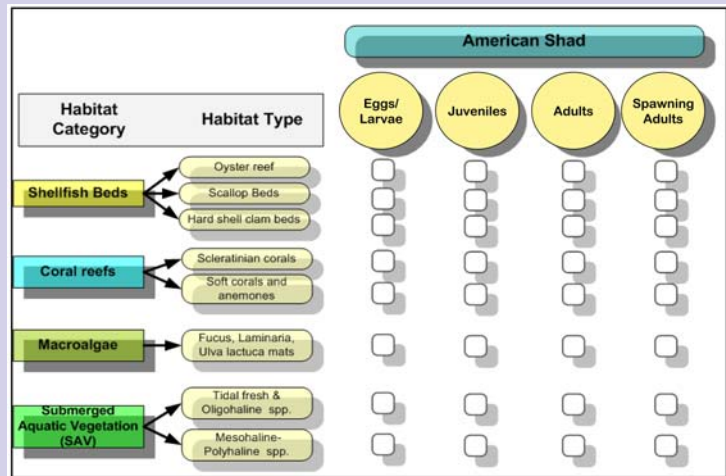 American Shad
Habitat
Category
Habitat Type
Eggs/
Larvae
Juveniles
Adults
Spawning
Adults
Shellfish Beds
Oyster reef
Scallop Beds
Hard shell clam beds
Coral reefs
Scleratinian corals
Soft corals and
anemones
Macroalgae
Fucus, Laminaria,
Ulva lactuca mats
Submerged
Aquatic Vegetation
(SAV)
Tidal fresh &
Oligohaline spp.
Mesohaline-
Polyhaline spp.